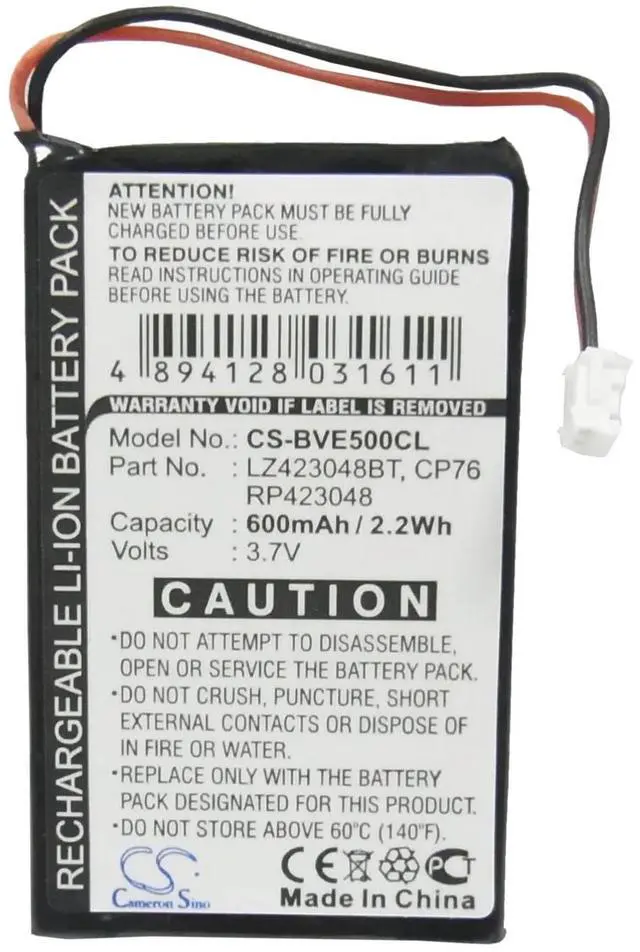 RECHARGEABLE LI-ION BATTERY PACK
ATTENTION!
NEW BATTERY PACK MUST BE FULLY
CHARGED BEFORE USE.
TO REDUCE RISK OF FIRE OR BURNS
READ INSTRUCTIONS IN OPERATING GUIDE
BEFORE USING THE BATTERY.
4 894128 031611
WARRANTY VOID IF LABEL IS REMOVED
Model No.: CS-BVE500CL
Part No. : LZ423048BT, CP76
RP423048
Capacity : 600mAh / 2.2Wh
Volts : 3.7V
CAUTION
•DO NOT ATTEMPT TO DISASSEMBLE,
OPEN OR SERVICE THE BATTERY PACK.
•DO NOT CRUSH, PUNCTURE, SHORT
EXTERNAL CONTACTS OR DISPOSE OF
IN FIRE OR WATER.
•REPLACE ONLY WITH THE BATTERY
PACK DESIGNATED FOR THIS UNIT.
•DO NOT STORE ABOVE 60°C (140°F).
CS
Cameron Sino
CE PCT
Made In China